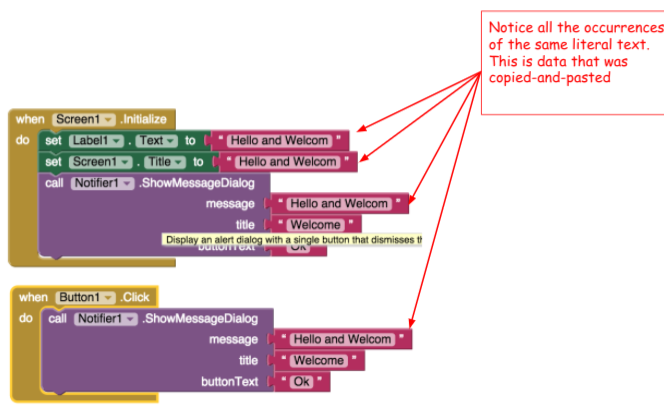 Notice all the occurrences
of the same literal text.
This is data that was
copied-and-pasted
when Screen1 .Initialize
do set Label1 . Text to " Hello and Welcom "
set Screen1 . Title to " Hello and Welcom "
call Notifier1 .ShowMessageDialog
message " Hello and Welcom "
title " Welcome "
Display an alert dialog with a single button that dismisses th
buttonText " Ok "
when Button1 .Click
do call Notifier1 .ShowMessageDialog
message " Hello and Welcom "
title " Welcome "
buttonText " Ok "